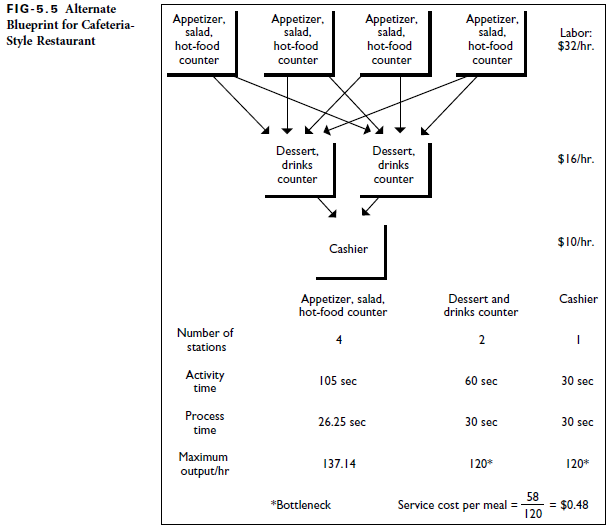 FIG-5.5 Alternate
Blueprint for Cafeteria-
Style Restaurant
Appetizer, salad, hot-food counter
Appetizer, salad, hot-food counter
Appetizer, salad, hot-food counter
Appetizer, salad, hot-food counter
Labor: $32/hr.
Dessert, drinks counter
Dessert, drinks counter
$16/hr.
Cashier
$10/hr.
Appetizer, salad, hot-food counter
Dessert and drinks counter
Cashier
Number of stations
4
2
1
Activity time
105 sec
60 sec
30 sec
Process time
26.25 sec
30 sec
30 sec
Maximum output/hr
137.14
120*
120*
*Bottleneck
Service cost per meal = 58/120 = $0.48